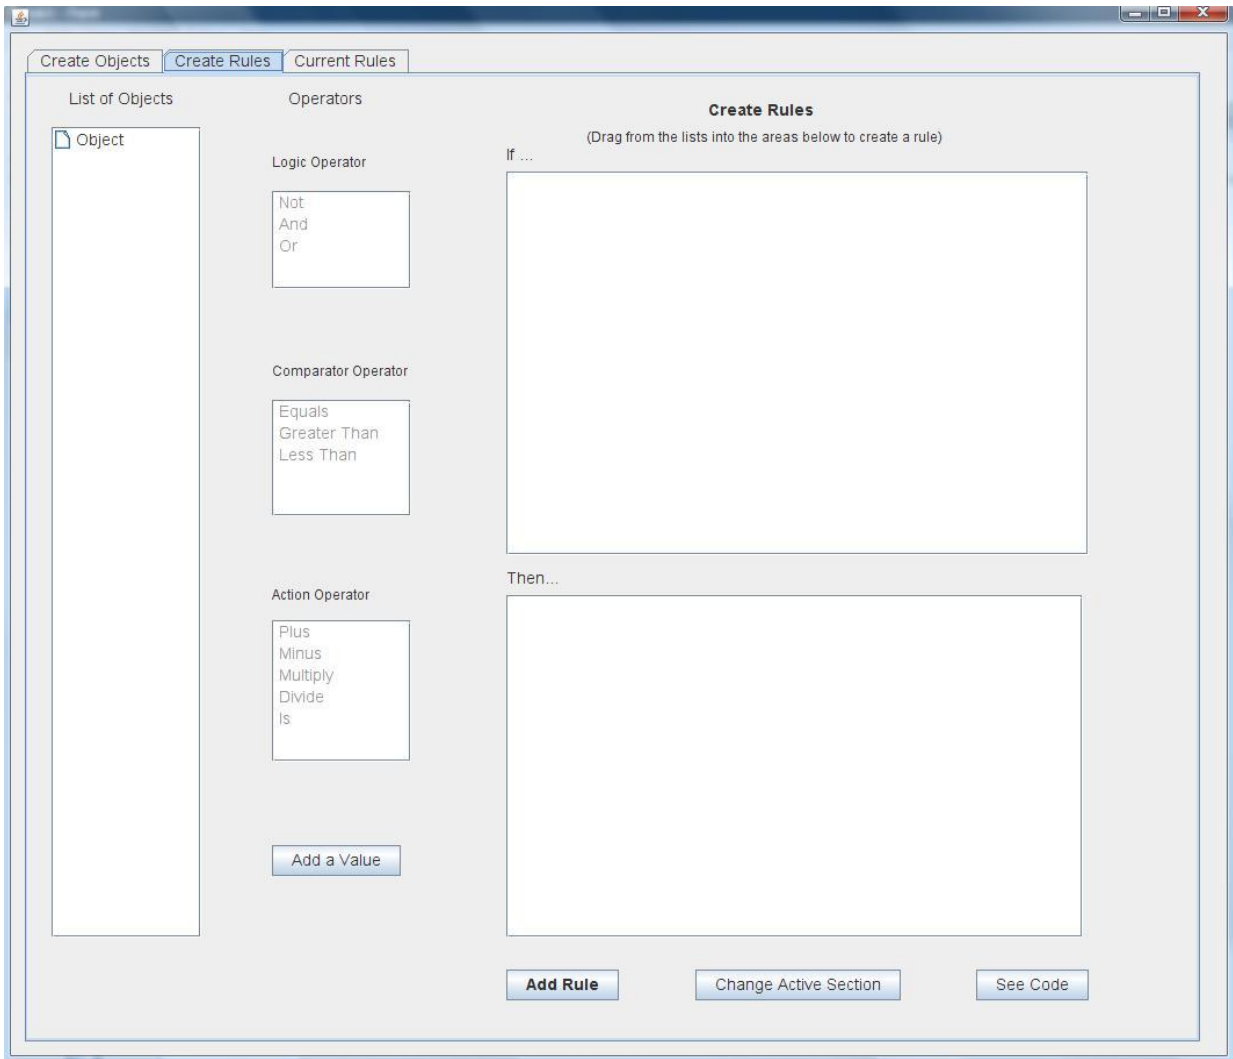 Create Objects
Create Rules
Current Rules
List of Objects
Operators
Create Rules
(Drag from the lists into the areas below to create a rule)
Object
Logic Operator
Not
And
Or
If ...
Comparator Operator
Equals
Greater Than
Less Than
Then...
Action Operator
Plus
Minus
Multiply
Divide
Is
Add a Value
Add Rule
Change Active Section
See Code